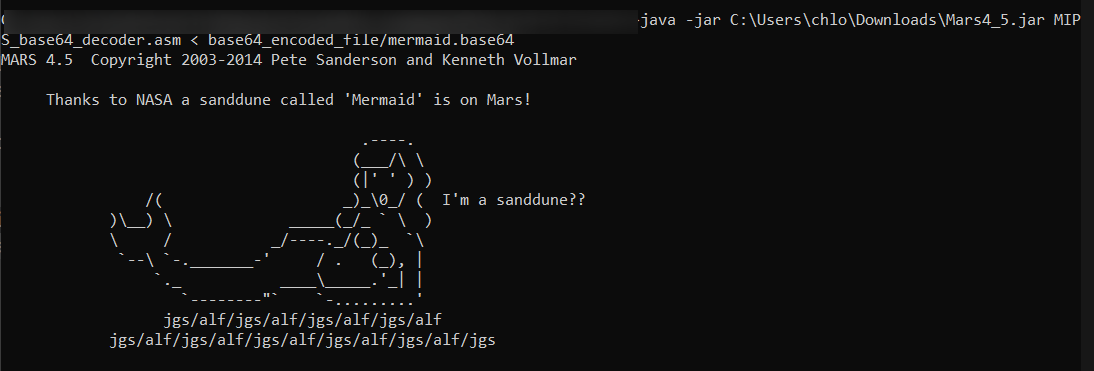 -java -jar C:\Users\chlo\Downloads\Mars4_5.jar MIP
S_base64_decoder.asm < base64_encoded_file/mermaid.base64
MARS 4.5  Copyright 2003-2014 Pete Sanderson and Kenneth Vollmar

     Thanks to NASA a sanddune called 'Mermaid' is on Mars!

                                        .----.
                                       (___/\ \
                                       (|' ' ) )
                /(                    _)_\0_/ (  I'm a sanddune??
            )\__) \             _____(_/_ ` \  )
            \     /           _/----._/(_)_  `\
             `--\ `-._______-'     / .   (_), |
                 `._           ____\_____.'_| |
                    `--------"`    `-.........'
                  jgs/alf/jgs/alf/jgs/alf/jgs/alf
            jgs/alf/jgs/alf/jgs/alf/jgs/alf/jgs/alf/jgs